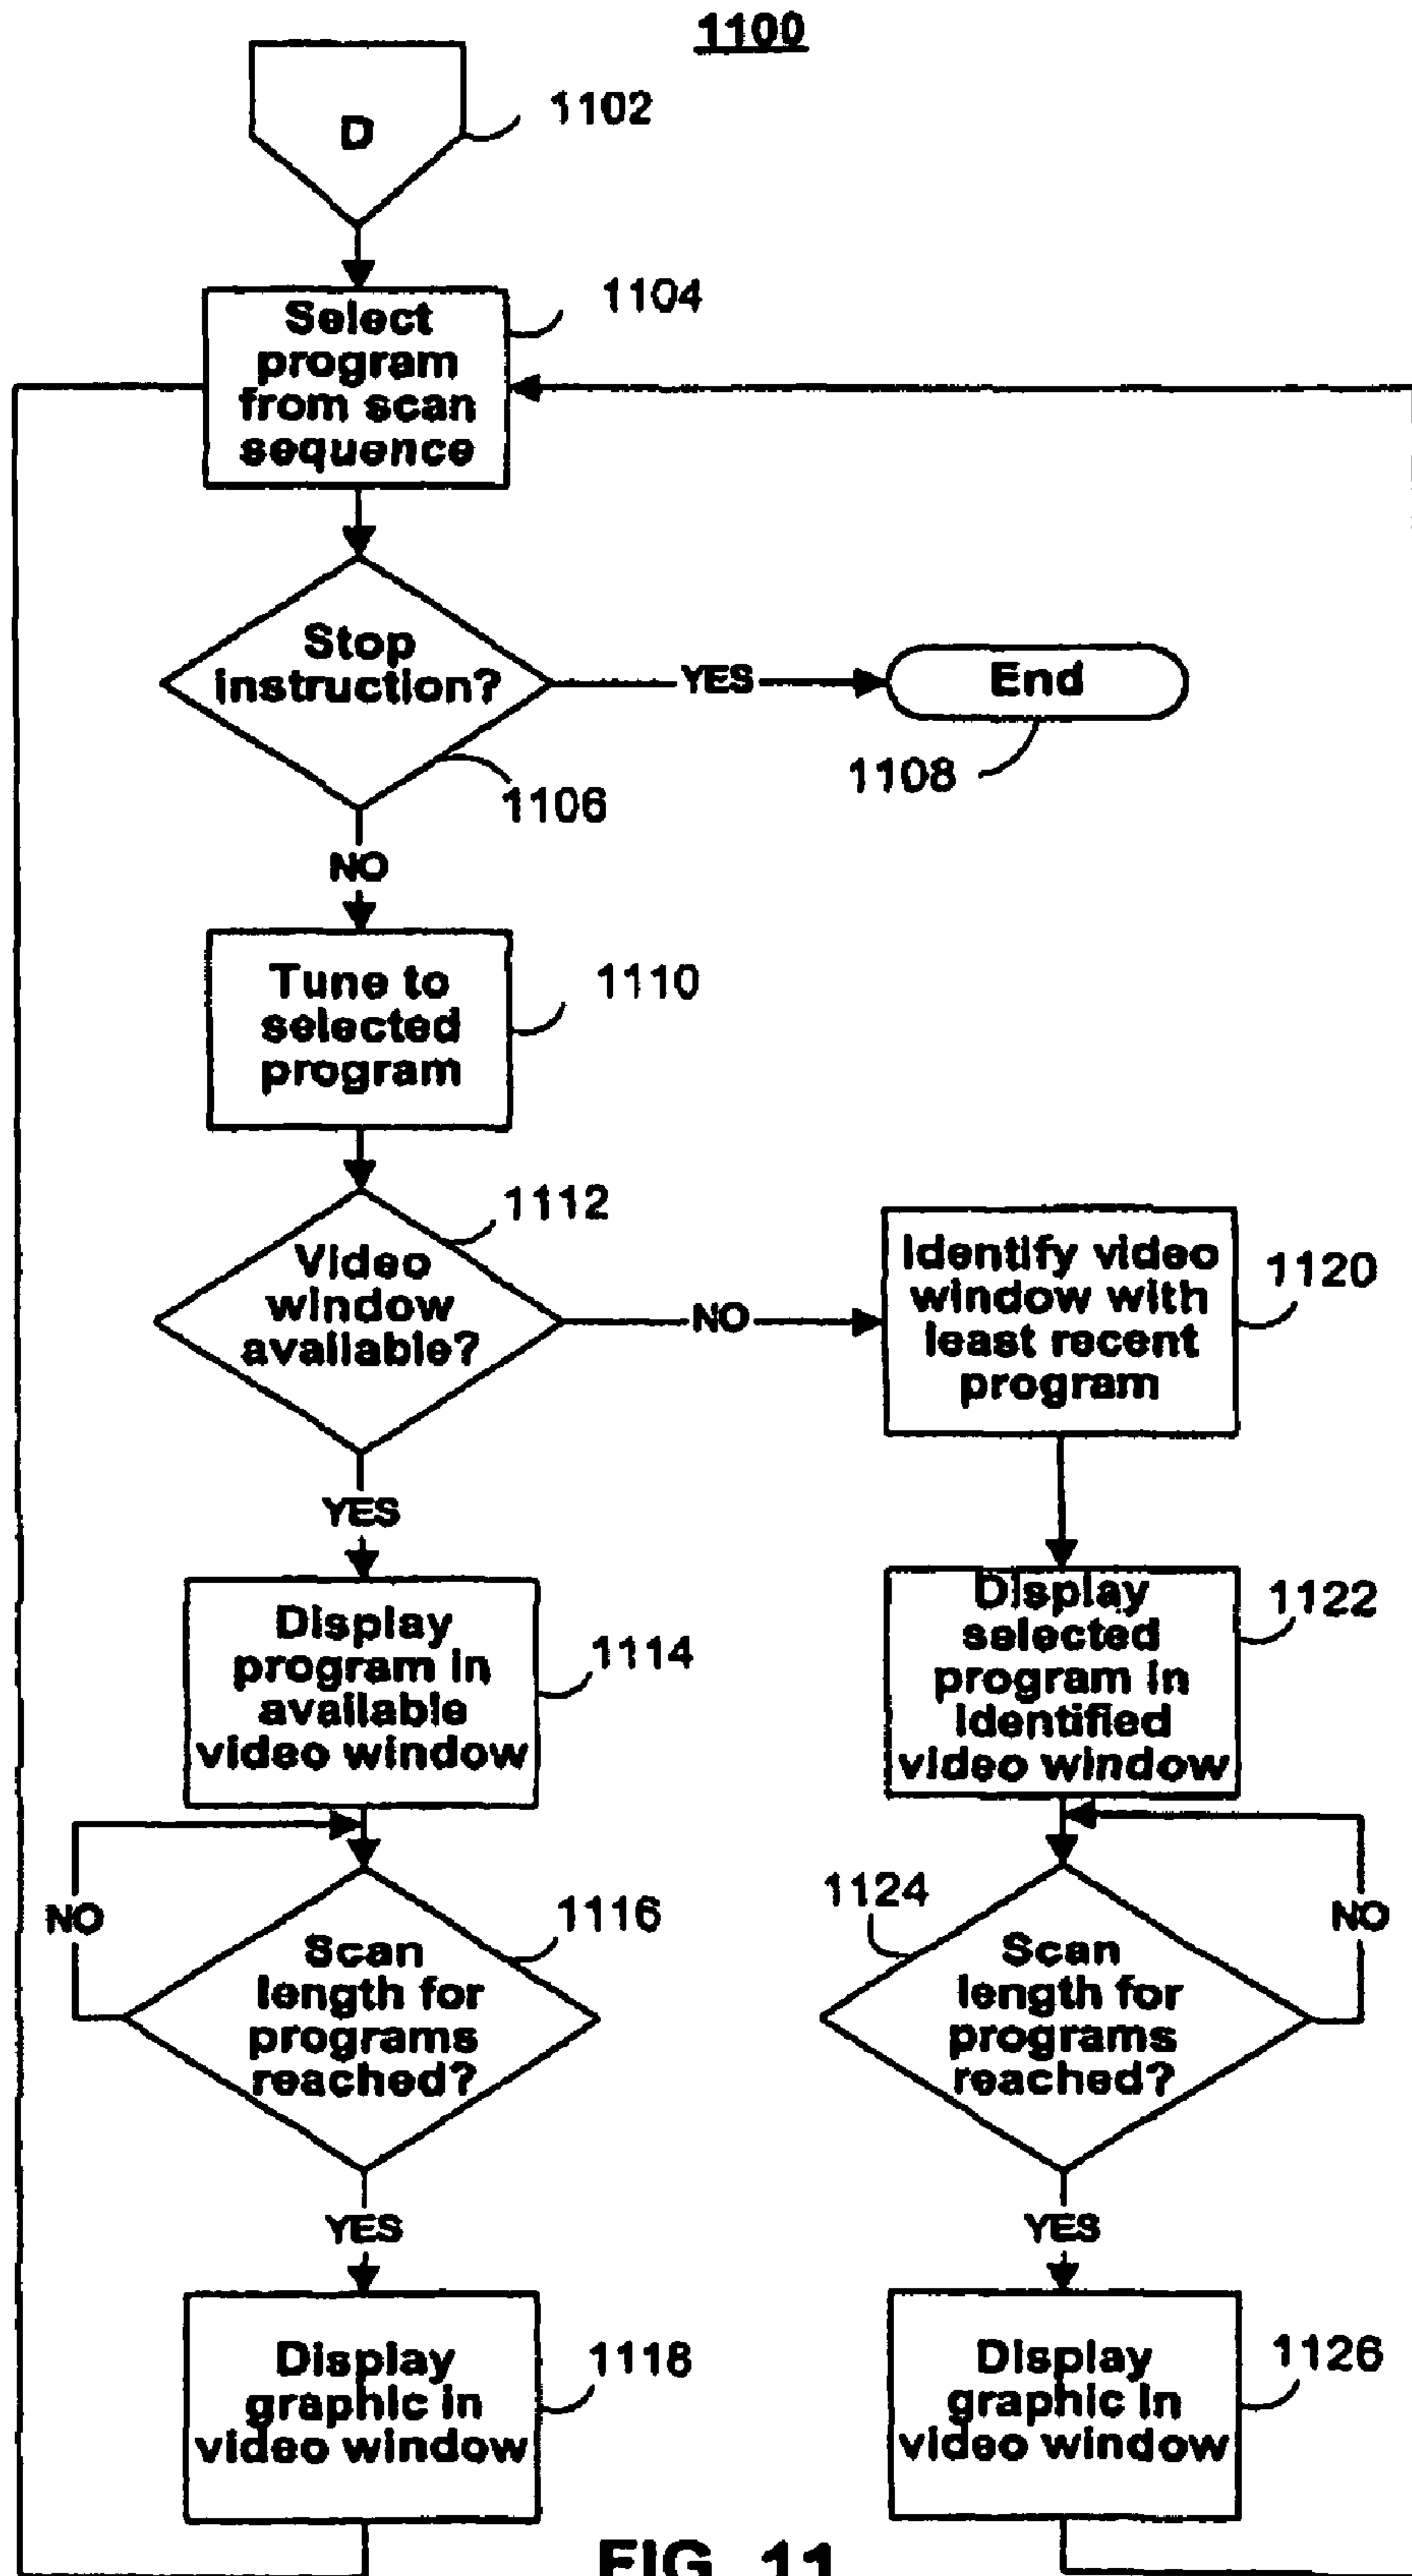 1100
D
1102
Select
program
from scan
sequence
1104
Stop
instruction?
1106
YES
End
1108
NO
Tune to
selected
program
1110
Video
window
available?
1112
NO
Identify video
window with
least recent
program
1120
YES
Display
program in
available
video window
1114
Display
selected
program in
identified
video window
1122
NO
Scan
length for
programs
reached?
1116
1124
Scan
length for
programs
reached?
NO
YES
YES
Display
graphic in
video window
1118
Display
graphic in
video window
1126
FIG. 11